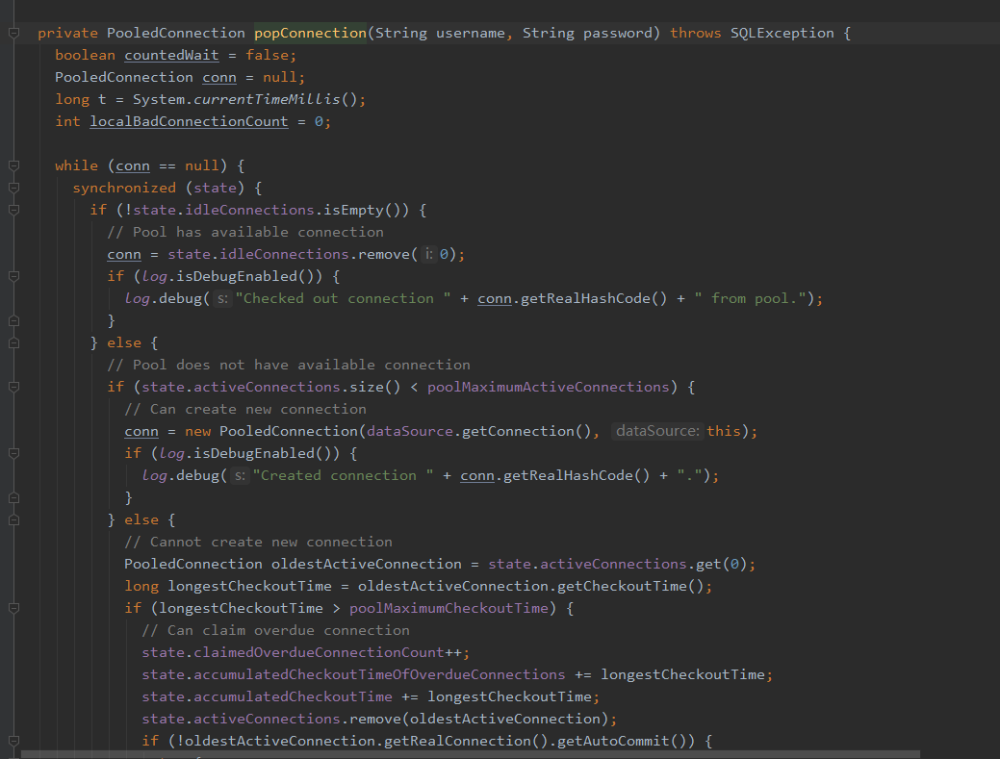 private PooledConnection popConnection(String username, String password) throws SQLException {
boolean countedWait = false;
PooledConnection conn = null;
long t = System.currentTimeMillis();
int localBadConnectionCount = 0;
while (conn == null) {
synchronized (state) {
if (!state.idleConnections.isEmpty()) {
// Pool has available connection
conn = state.idleConnections.remove( i: 0);
if (log.isDebugEnabled()) {
log.debug( s: "Checked out connection " + conn.getRealHashCode() + " from pool.");
}
} else {
// Pool does not have available connection
if (state.activeConnections.size() < poolMaximumActiveConnections) {
// Can create new connection
conn = new PooledConnection(dataSource.getConnection(), dataSource: this);
if (log.isDebugEnabled()) {
log.debug( s: "Created connection " + conn.getRealHashCode() + ".");
}
} else {
// Cannot create new connection
PooledConnection oldestActiveConnection = state.activeConnections.get(0);
long longestCheckoutTime = oldestActiveConnection.getCheckoutTime();
if (longestCheckoutTime > poolMaximumCheckoutTime) {
// Can claim overdue connection
state.claimedOverdueConnectionCount++;
state.accumulatedCheckoutTimeOfOverdueConnections += longestCheckoutTime;
state.accumulatedCheckoutTime += longestCheckoutTime;
state.activeConnections.remove(oldestActiveConnection);
if (!oldestActiveConnection.getRealConnection().getAutoCommit()) {